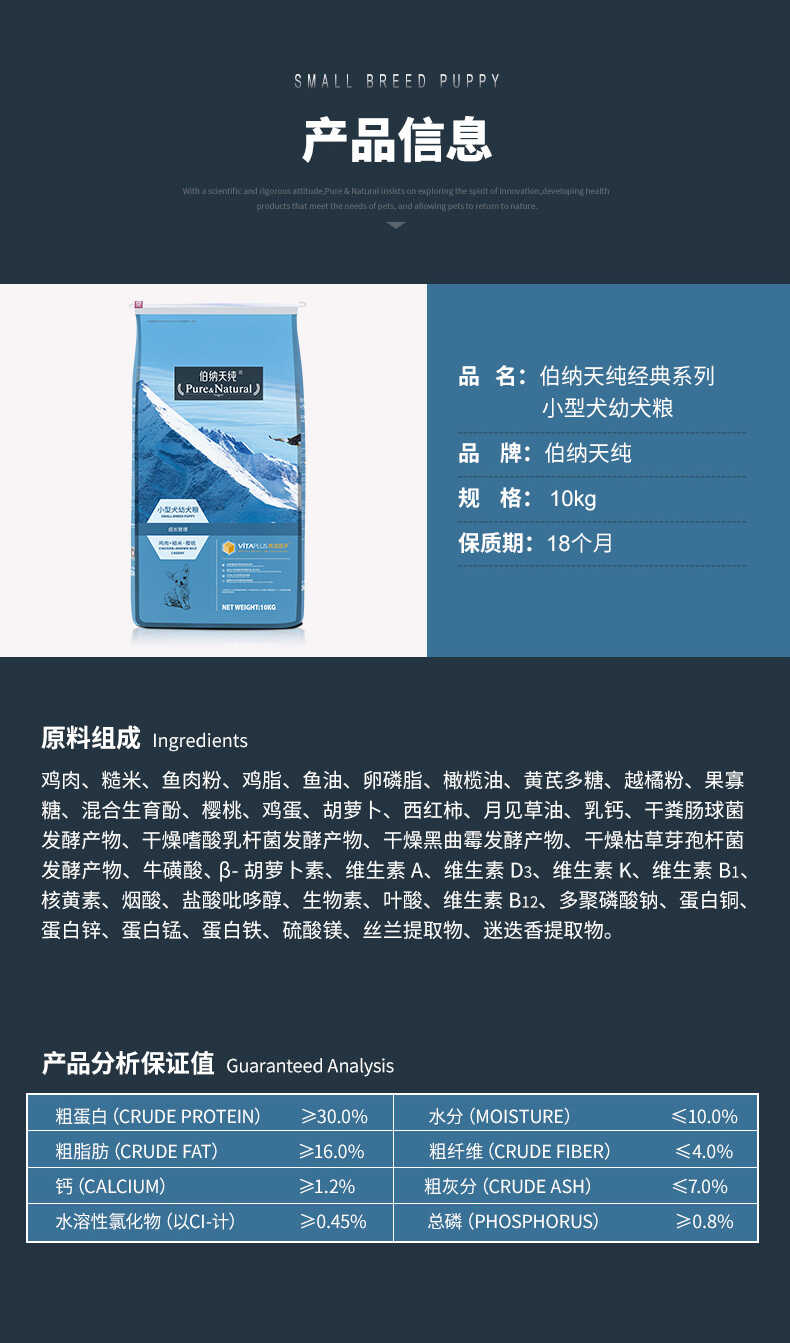 SMALL BREED PUPPY
产品信息
With a scientific and rigorous attitude,Pure & Natural insists on exploring the spirit of innovation,developing health
products that meet the needs of pets, and allowing pets to return to nature.
伯纳天纯
Pure&Natural
小型犬幼犬粮
SMALL BREED PUPPY
成长管理
鸡肉+糙米·樱桃
CHICKEN+BROWN RICE
CHERRY
VITAPLUS
NET WEIGHT:10KG
品 名：伯纳天纯经典系列
小型犬幼犬粮
品 牌：伯纳天纯
规 格：10kg
保质期：18个月
原料组成 Ingredients
鸡肉、糙米、鱼肉粉、鸡脂、鱼油、卵磷脂、橄榄油、黄芪多糖、越橘粉、果寡
糖、混合生育酚、樱桃、鸡蛋、胡萝卜、西红柿、月见草油、乳钙、干粪肠球菌
发酵产物、干燥嗜酸乳杆菌发酵产物、干燥黑曲霉发酵产物、干燥枯草芽孢杆菌
发酵产物、牛磺酸、β- 胡萝卜素、维生素 A、维生素 D3、维生素 K、维生素 B1、
核黄素、烟酸、盐酸吡哆醇、生物素、叶酸、维生素 B12、多聚磷酸钠、蛋白铜、
蛋白锌、蛋白锰、蛋白铁、硫酸镁、丝兰提取物、迷迭香提取物。
产品分析保证值 Guaranteed Analysis
粗蛋白（CRUDE PROTEIN） ≥30.0% 水分（MOISTURE） ≤10.0%
粗脂肪（CRUDE FAT） ≥16.0% 粗纤维（CRUDE FIBER） ≤4.0%
钙（CALCIUM） ≥1.2% 粗灰分（CRUDE ASH） ≤7.0%
水溶性氯化物（以CI-计） ≥0.45% 总磷（PHOSPHORUS） ≥0.8%